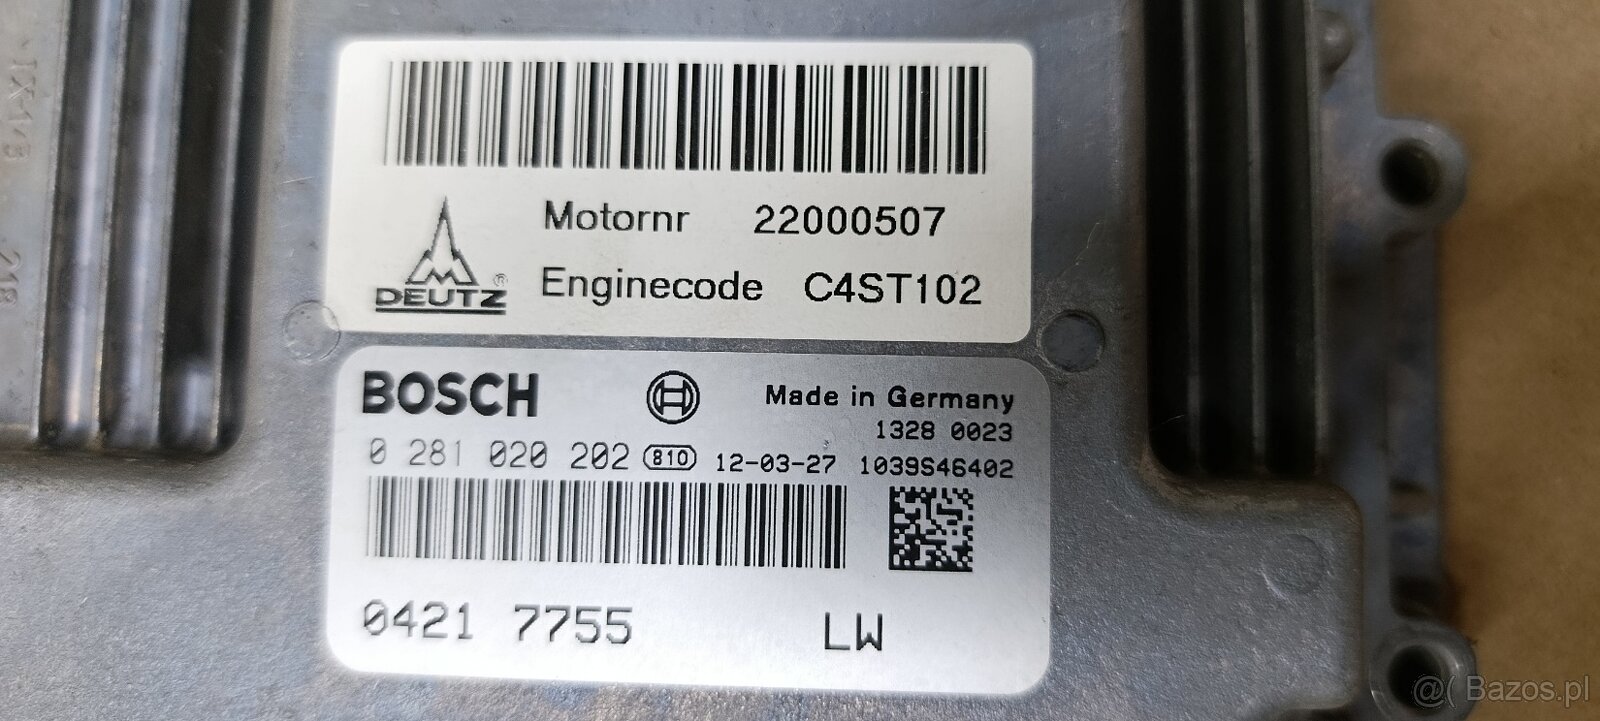 Motornr 22000507
Enginecode C4ST102
DEUTZ ®
BOSCH
Made in Germany
1328 0023
0 281 020 202 810 12-03-27 1039S46402
0421 7755 LW
218
@( Bazos.pl